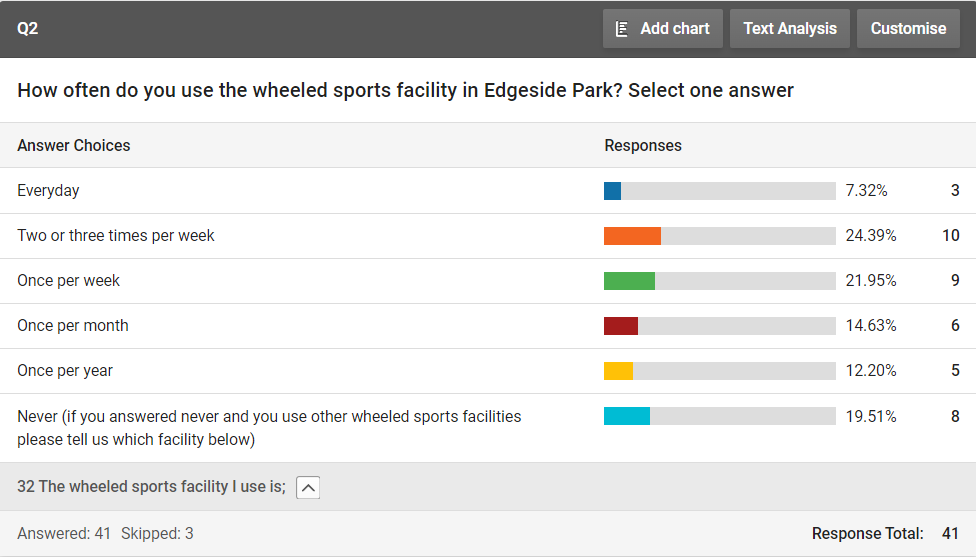 Q2
Add chart
Text Analysis
Customise
How often do you use the wheeled sports facility in Edgeside Park? Select one answer
Answer Choices Responses
Everyday 7.32% 3
Two or three times per week 24.39% 10
Once per week 21.95% 9
Once per month 14.63% 6
Once per year 12.20% 5
Never (if you answered never and you use other wheeled sports facilities
please tell us which facility below) 19.51% 8
32 The wheeled sports facility I use is;
Answered: 41 Skipped: 3 Response Total: 41